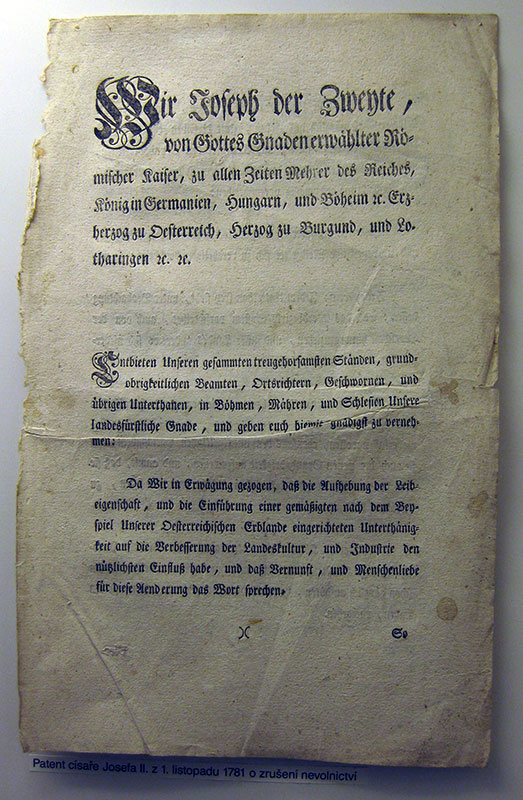 Wir Joseph der Zweyte,
von Gottes Gnaden erwählter Rö-
mischer Kaiser, zu allen Zeiten Mehrer des Reiches,
König in Germanien, Hungarn, und Böheim ꝛc. Erz-
herzog zu Oesterreich, Herzog zu Burgund, und Lo-
tharingen ꝛc. ꝛc.
Entbieten Unseren gesammten treugehorsamsten Ständen, grund-
obrigkeitlichen Beamten, Ortsrichtern, Geschwornen, und
übrigen Unterthanen, in Böhmen, Mähren, und Schlesien Unsere
landesfürstliche Gnade, und geben euch hiemit gnädigst zu verneh-
men:
Da Wir in Erwägung gezogen, daß die Aufhebung der Leib-
eigenschaft, und die Einführung einer gemäßigten nach dem Bey-
spiel Unserer Oesterreichischen Erblande eingerichteten Unterthänig-
keit auf die Verbesserung der Landeskultur, und Industrie den
nützlichsten Einfluß habe, und daß Vernunft, und Menschenliebe
für diese Aenderung das Wort sprechen.
)( So
Patent císaře Josefa II. z 1. listopadu 1781 o zrušení nevolnictví